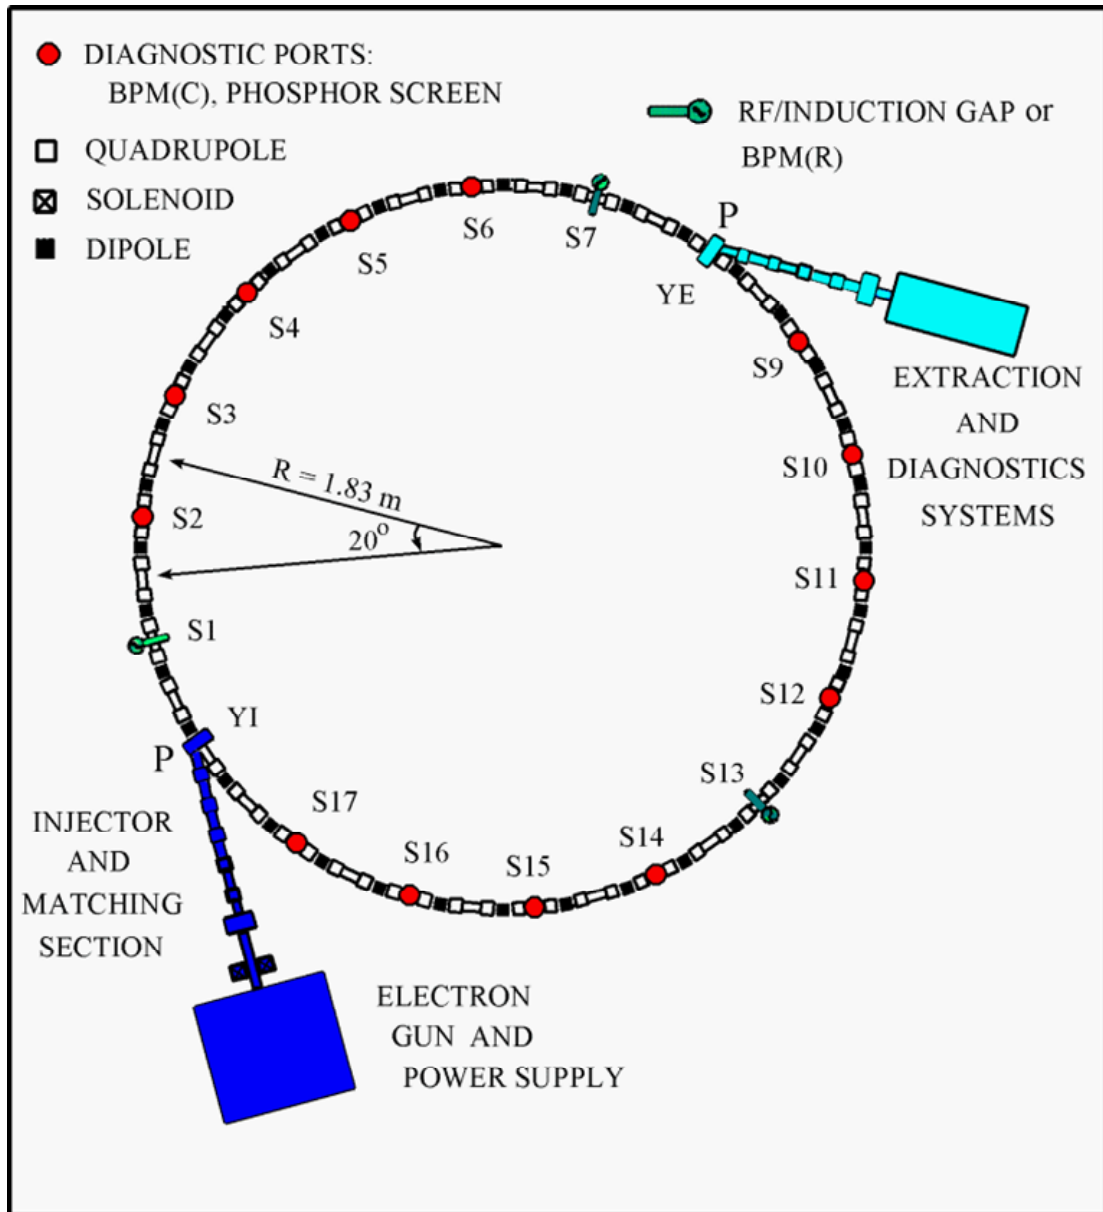 DIAGNOSTIC PORTS:
BPM(C), PHOSPHOR SCREEN
QUADRUPOLE
SOLENOID
DIPOLE
RF/INDUCTION GAP or
BPM(R)
S6
S7
P
S5
YE
S4
S9
EXTRACTION
AND
DIAGNOSTICS
SYSTEMS
S3
S10
R = 1.83 m
20°
S2
S11
S1
S12
YI
P
S13
S17
S14
S16
S15
INJECTOR
AND
MATCHING
SECTION
ELECTRON
GUN AND
POWER SUPPLY